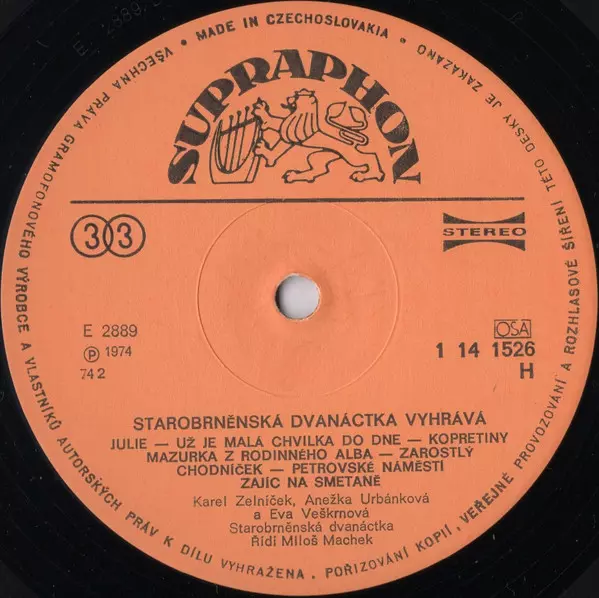 E 2889
• MADE IN CZECHOSLOVAKIA •
VŠECHNA PRÁVA GRAMOFONOVÉHO VÝROBCE A VLASTNÍKŮ AUTORSKÝCH PRÁV K DÍLU VYHRAŽENA. POŘIZOVÁNÍ KOPIÍ, VEŘEJNÉ PROVOZOVÁNÍ A ROZHLASOVÉ ŠÍŘENÍ TÉTO DESKY JE ZAKÁZÁNO
SUPRAPHON
33
STEREO
E 2889
Ⓟ 1974
74 2
OSA
1 14 1526
H
STAROBRNĚNSKÁ DVANÁCTKA VYHRÁVÁ
JULIE — UŽ JE MALÁ CHVILKA DO DNE — KOPRETINY
MAZURKA Z RODINNÉHO ALBA — ZAROSTLÝ
CHODNÍČEK — PETROVSKÉ NÁMĚSTÍ
ZAJÍC NA SMETANĚ
Karel Zelníček, Anežka Urbánková
a Eva Veškrnová
Starobrněnská dvanáctka
Řídí Miloš Machek